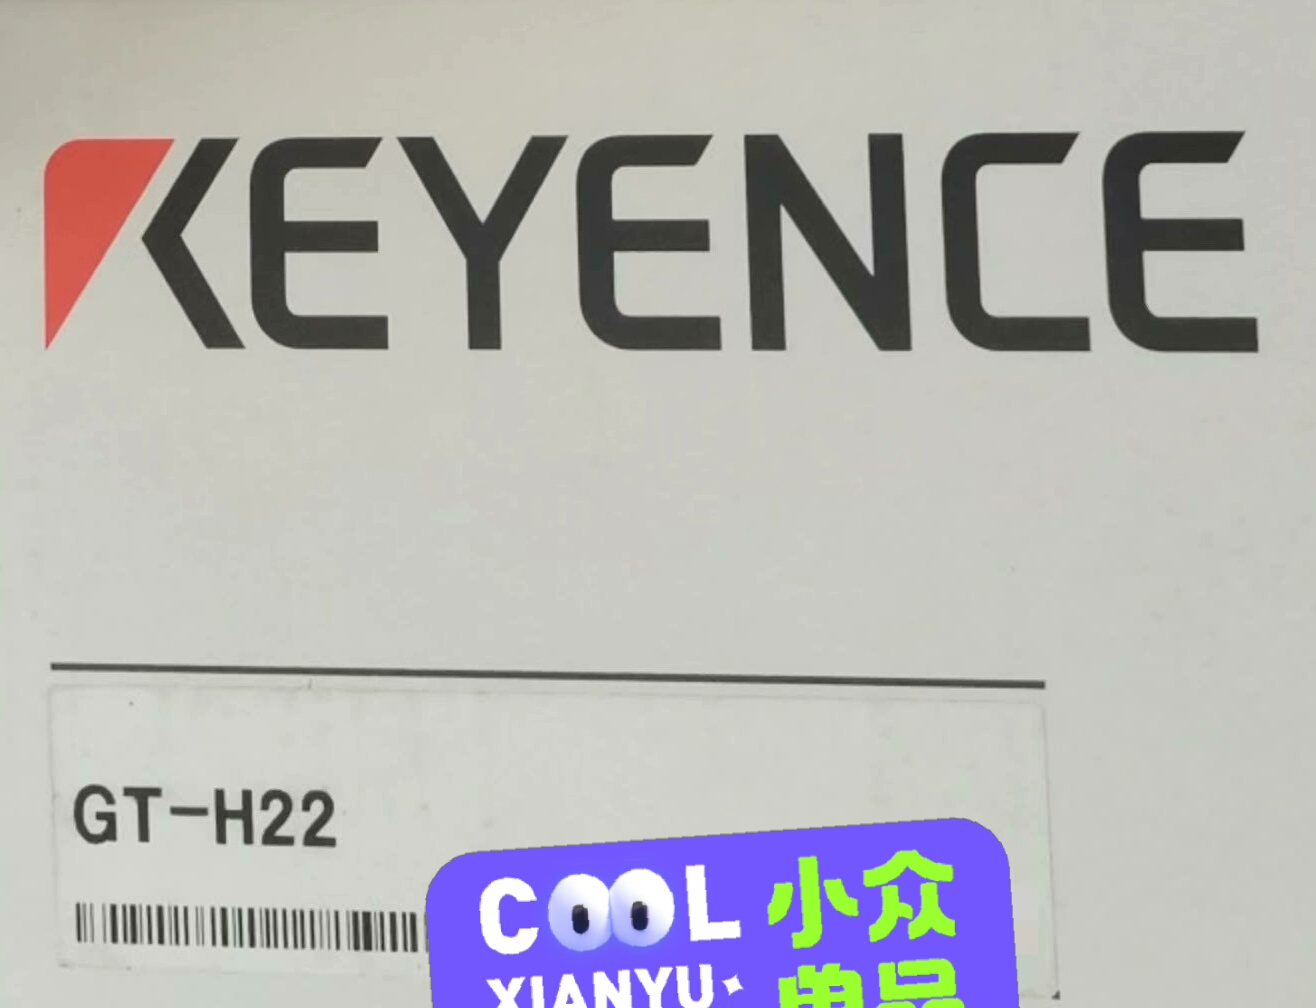 KEYENCE
GT-H22
COOL 小众
XIANYU